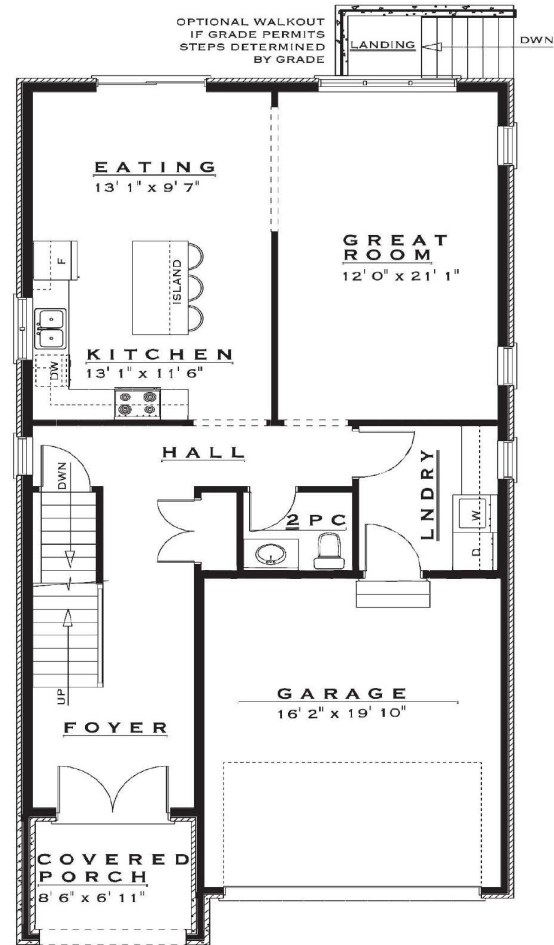 OPTIONAL WALKOUT
IF GRADE PERMITS
STEPS DETERMINED
BY GRADE
LANDING
DWN
EATING
13' 1" x 9' 7"
GREAT
ROOM
12' 0" x 21' 1"
F
ISLAND
KITCHEN
13' 1" x 11' 6"
DW
HALL
DWN
2 PC
LNDRY
W
D
UP
GARAGE
16' 2" x 19' 10"
FOYER
COVERED
PORCH
8' 6" x 6' 11"